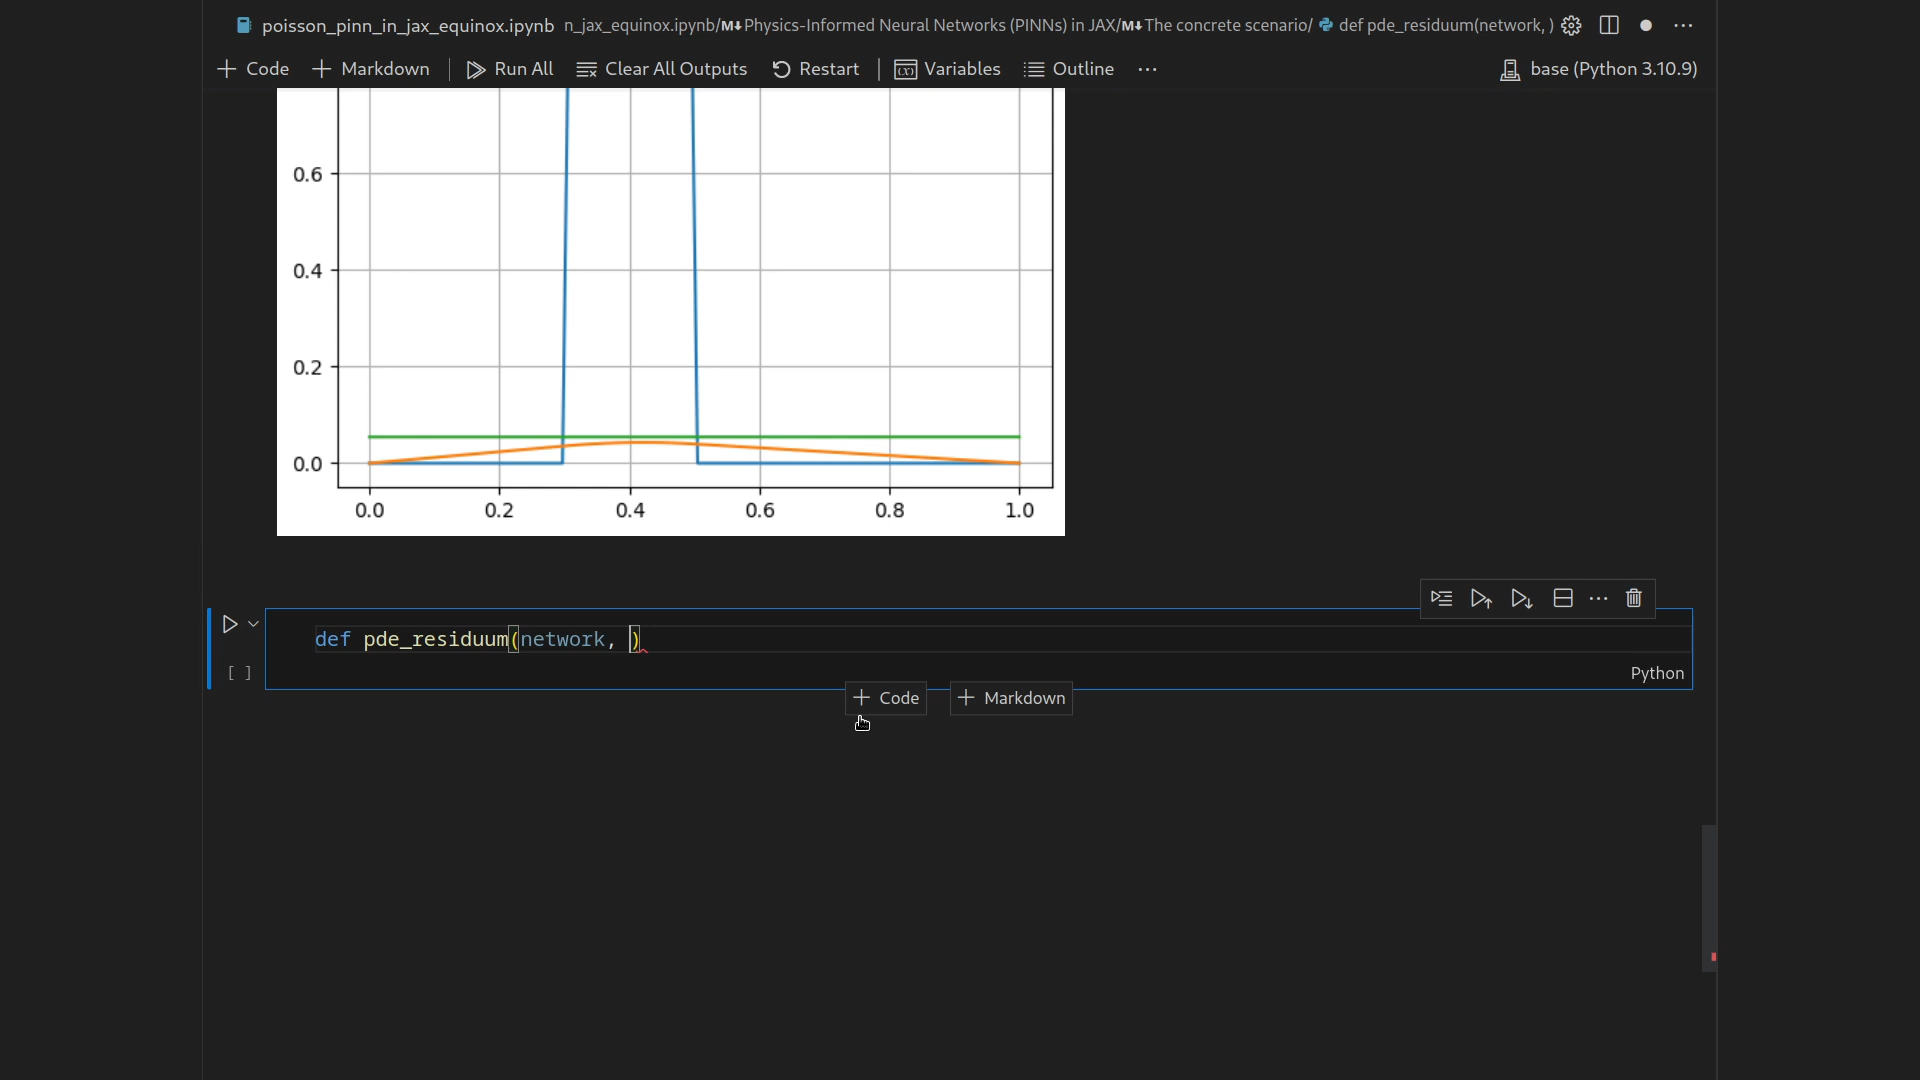 poisson_pinn_in_jax_equinox.ipynb n_jax_equinox.ipynb/M↓Physics-Informed Neural Networks (PINNs) in JAX/M↓The concrete scenario/ def pde_residuum(network, )
Code Markdown Run All Clear All Outputs Restart Variables Outline ··· base (Python 3.10.9)
0.6
0.4
0.2
0.0
0.0 0.2 0.4 0.6 0.8 1.0
def pde_residuum(network, )
[ ] Python
+ Code + Markdown